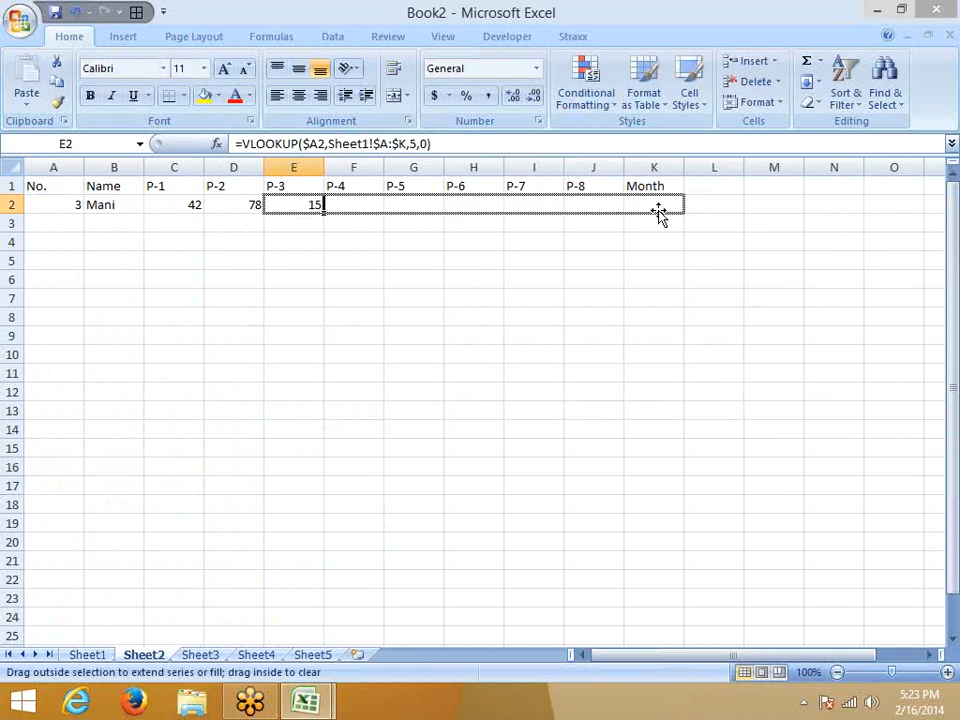 Book2 - Microsoft Excel
Home Insert Page Layout Formulas Data Review View Developer Straxx
Paste Calibri 11 A A General Conditional Formatting Format as Table Cell Styles Insert Delete Format Σ Sort & Filter Find & Select
B I U A $ % ,
Clipboard Font Alignment Number Styles Cells Editing
E2 fx =VLOOKUP($A2,Sheet1!$A:$K,5,0)
A B C D E F G H I J K L M N O
1 No. Name P-1 P-2 P-3 P-4 P-5 P-6 P-7 P-8 Month
2 3 Mani 42 78 15
3
4
5
6
7
8
9
10
11
12
13
14
15
16
17
18
19
20
21
22
23
24
25
Sheet1 Sheet2 Sheet3 Sheet4 Sheet5
Drag outside selection to extend series or fill; drag inside to clear 100%
5:23 PM
2/16/2014